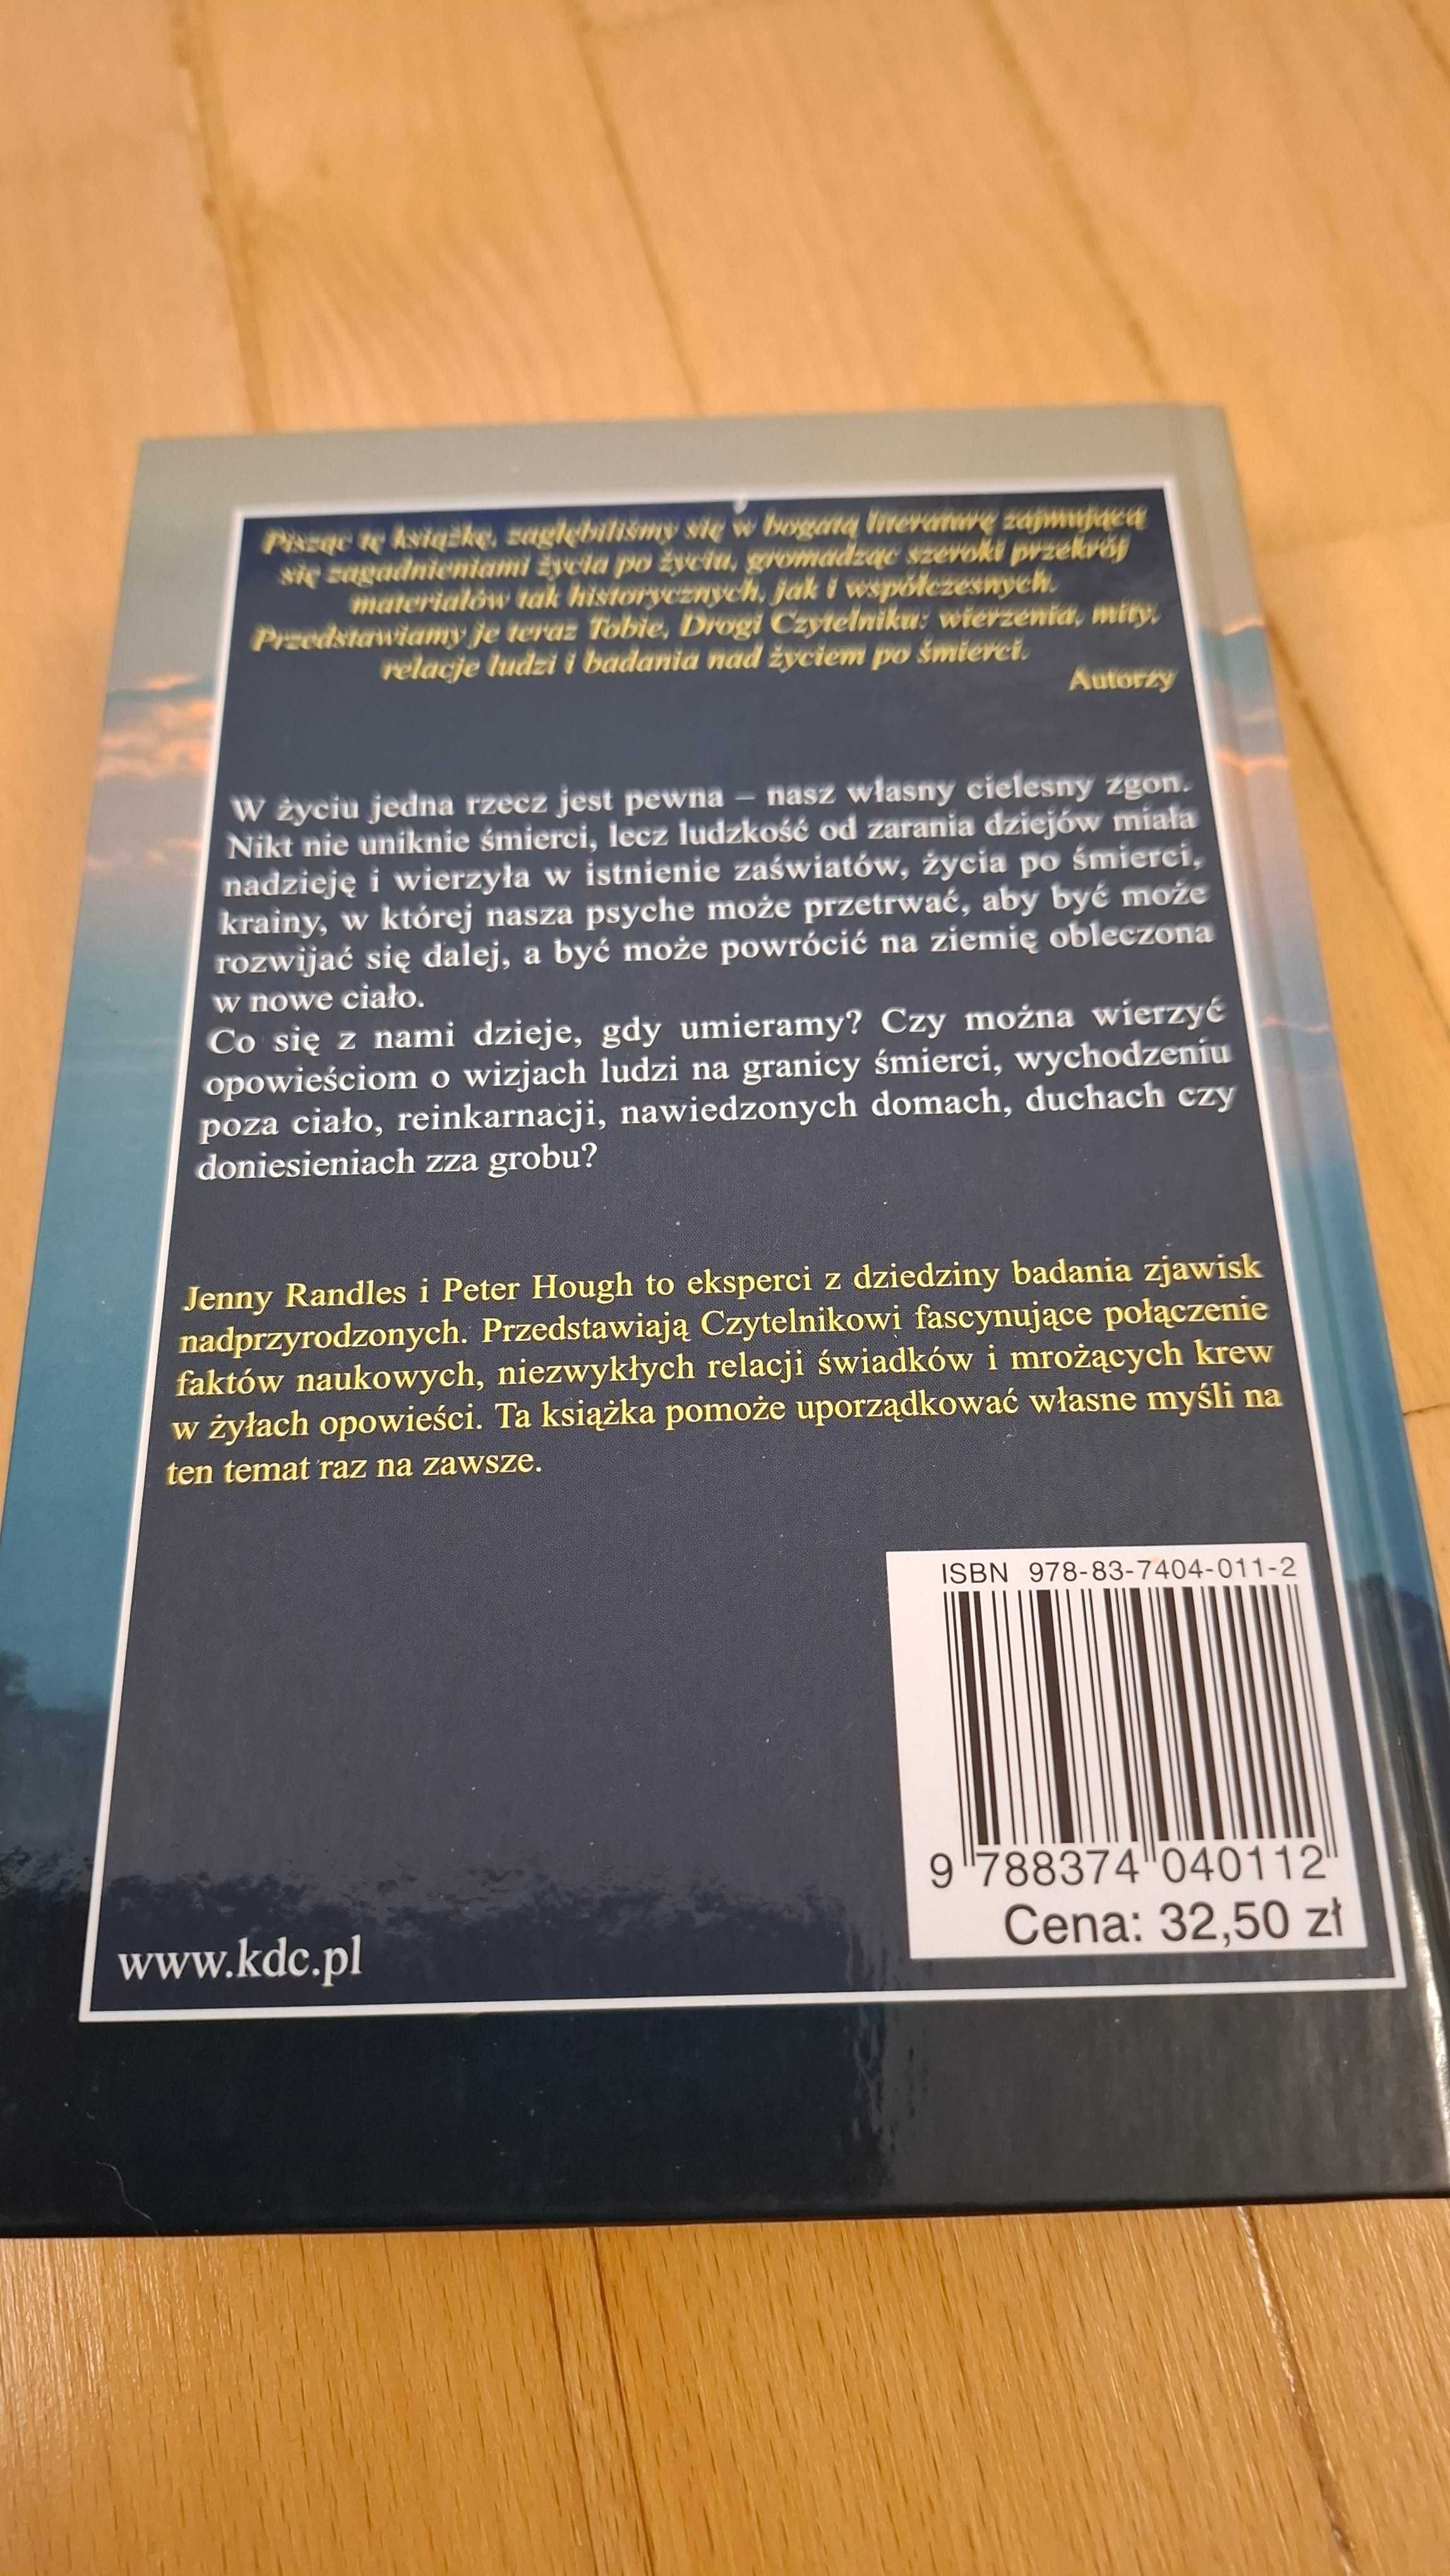 Pisząc tę książkę, zagłębiliśmy się w bogatą literaturę zajmującą
się zagadnieniami życia po życiu, gromadząc szeroki przekrój
materiałów tak historycznych, jak i współczesnych.
Przedstawiamy je teraz Tobie, Drogi Czytelniku: wierzenia, mity,
relacje ludzi i badania nad życiem po śmierci.
Autorzy
W życiu jedna rzecz jest pewna – nasz własny cielesny zgon.
Nikt nie uniknie śmierci, lecz ludzkość od zarania dziejów miała
nadzieję i wierzyła w istnienie zaświatów, życia po śmierci,
krainy, w której nasza psyche może przetrwać, aby być może
rozwijać się dalej, a być może powrócić na ziemię obleczona
w nowe ciało.
Co się z nami dzieje, gdy umieramy? Czy można wierzyć
opowieściom o wizjach ludzi na granicy śmierci, wychodzeniu
poza ciało, reinkarnacji, nawiedzonych domach, duchach czy
doniesieniach zza grobu?
Jenny Randles i Peter Hough to eksperci z dziedziny badania zjawisk
nadprzyrodzonych. Przedstawiają Czytelnikowi fascynujące połączenie
faktów naukowych, niezwykłych relacji świadków i mrożących krew
w żyłach opowieści. Ta książka pomoże uporządkować własne myśli na
ten temat raz na zawsze.
ISBN 978-83-7404-011-2
9 788374 040112
Cena: 32,50 zł
www.kdc.pl